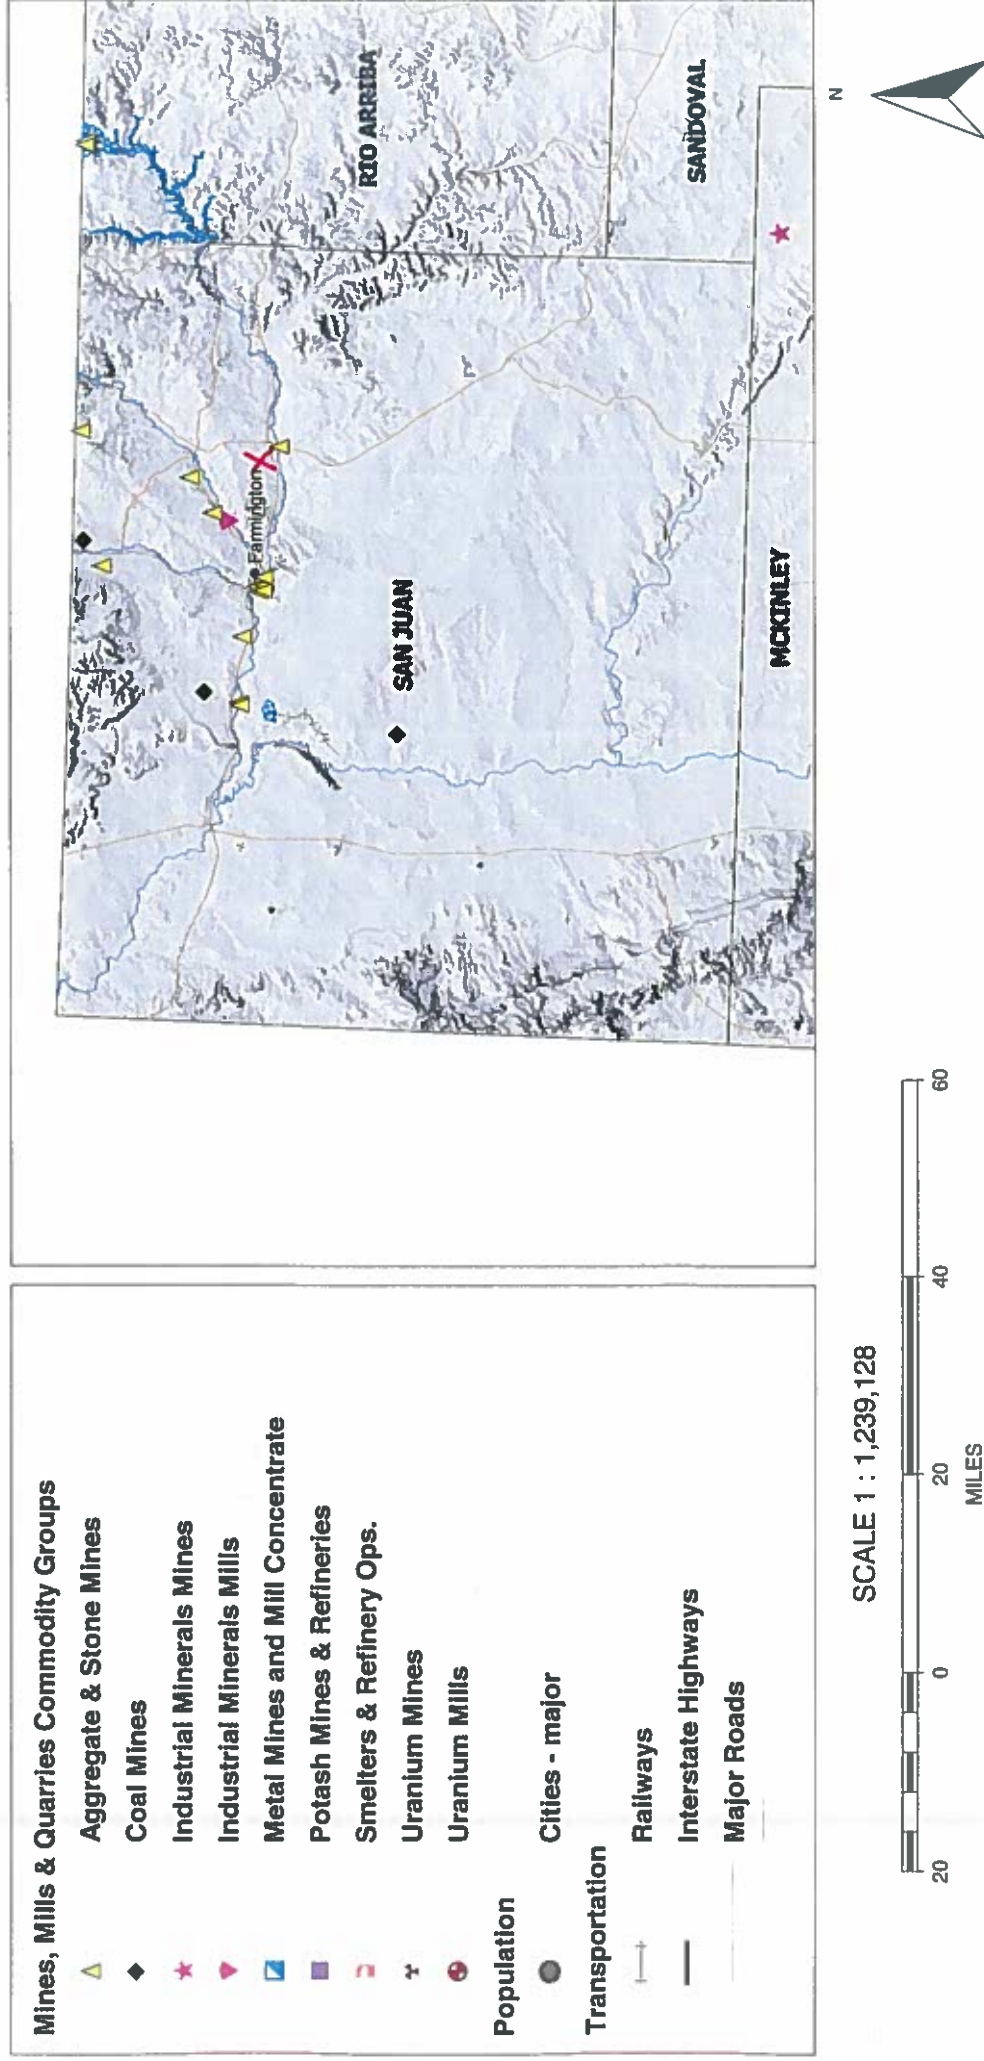 Mines, Mills & Quarries Commodity Groups
Aggregate & Stone Mines
Coal Mines
Industrial Minerals Mines
Industrial Minerals Mills
Metal Mines and Mill Concentrate
Potash Mines & Refineries
Smelters & Refinery Ops.
Uranium Mines
Uranium Mills
Population
Cities - major
Transportation
Railways
Interstate Highways
Major Roads
Farmington
SAN JUAN
RIO ARRIBA
SANDOVAL
MCKINLEY
SCALE 1 : 1,239,128
20 0 20 40 60
MILES
N